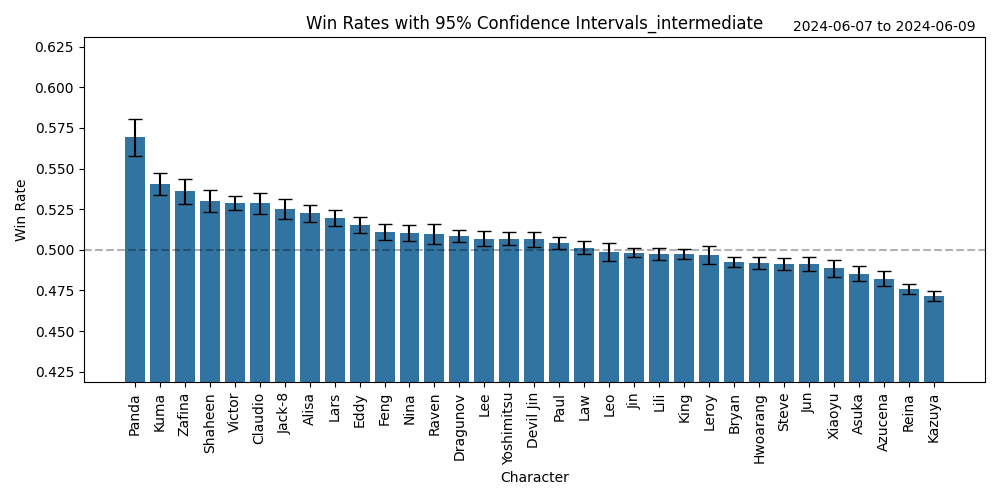 Win Rates with 95% Confidence Intervals_intermediate
2024-06-07 to 2024-06-09
Win Rate
0.625
0.600
0.575
0.550
0.525
0.500
0.475
0.450
0.425
Panda
Kuma
Zafina
Shaheen
Victor
Claudio
Jack-8
Alisa
Lars
Eddy
Feng
Nina
Raven
Dragunov
Lee
Yoshimitsu
Devil Jin
Paul
Law
Leo
Jin
Lili
King
Leroy
Bryan
Hwoarang
Steve
Jun
Xiaoyu
Asuka
Azucena
Reina
Kazuya
Character